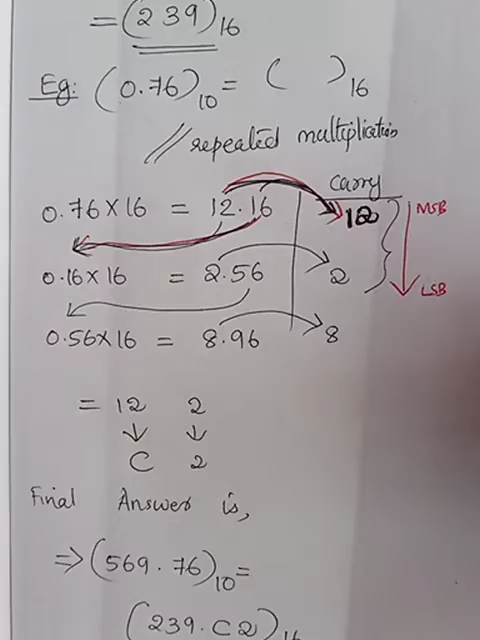 = (239)16
Eg: (0.76)10 = ( )16
// repeated multiplication
Carry
0.76 X 16 = 12.16 12 MSB
0.16 X 16 = 2.56 2
LSB
0.56 X 16 = 8.96 8
= 12 2
↓ ↓
C 2
Final Answer is,
⇒ (569.76)10 =
(239.C2)16